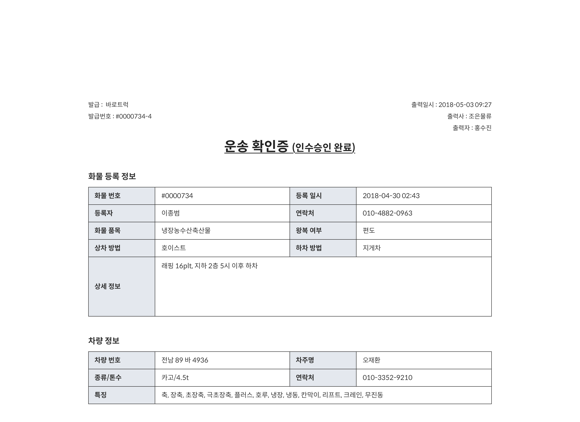 발급 : 바로트럭
출력일시 : 2018-05-03 09:27
발급번호 : #0000734-4
출력사 : 조은물류
출력자 : 홍수진
운송 확인증 (인수승인 완료)
화물 등록 정보
화물 번호 #0000734 등록 일시 2018-04-30 02:43
등록자 이종범 연락처 010-4882-0963
화물 품목 냉장농수산축산물 왕복 여부 편도
상차 방법 호이스트 하차 방법 지게차
상세 정보 래핑 16plt, 지하 2층 5시 이후 하차
차량 정보
차량 번호 전남 89 바 4936 차주명 오재환
종류/톤수 카고/4.5t 연락처 010-3352-9210
특징 축, 장축, 초장축, 극초장축, 플러스, 호루, 냉장, 냉동, 칸막이, 리프트, 크레인, 무진동